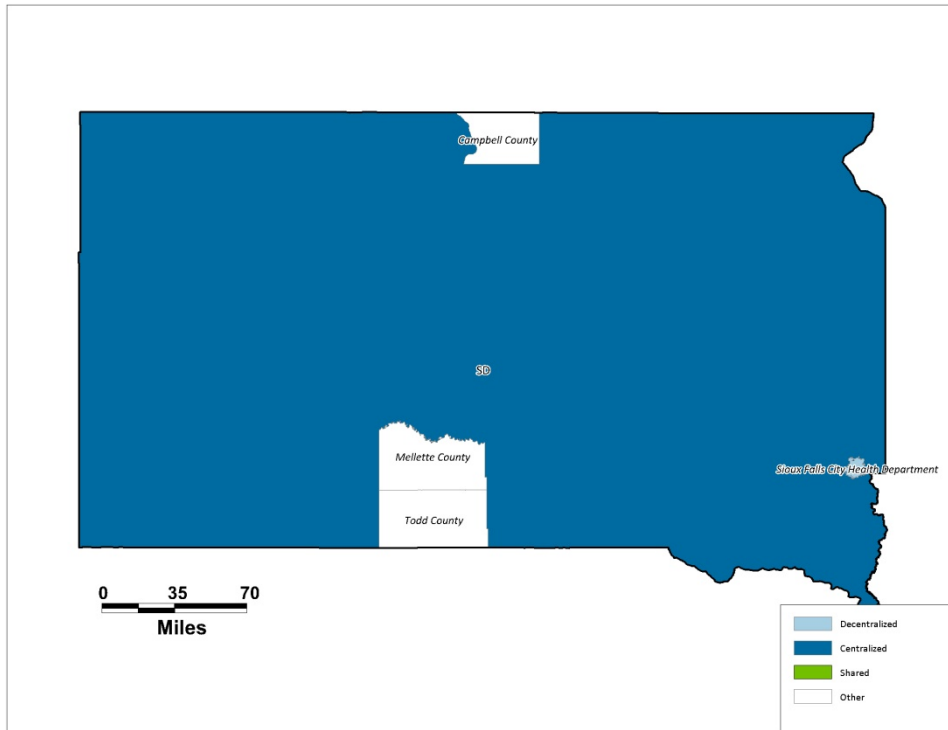 Campbell County
SD
Mellette County
Sioux Falls City Health Department
Todd County
0 35 70
Miles
Decentralized
Centralized
Shared
Other